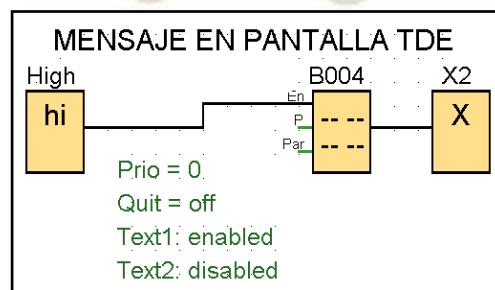 MENSAJE EN PANTALLA TDE
High B004 X2
hi En X
P
Par
Prio = 0
Quit = off
Text1: enabled
Text2: disabled